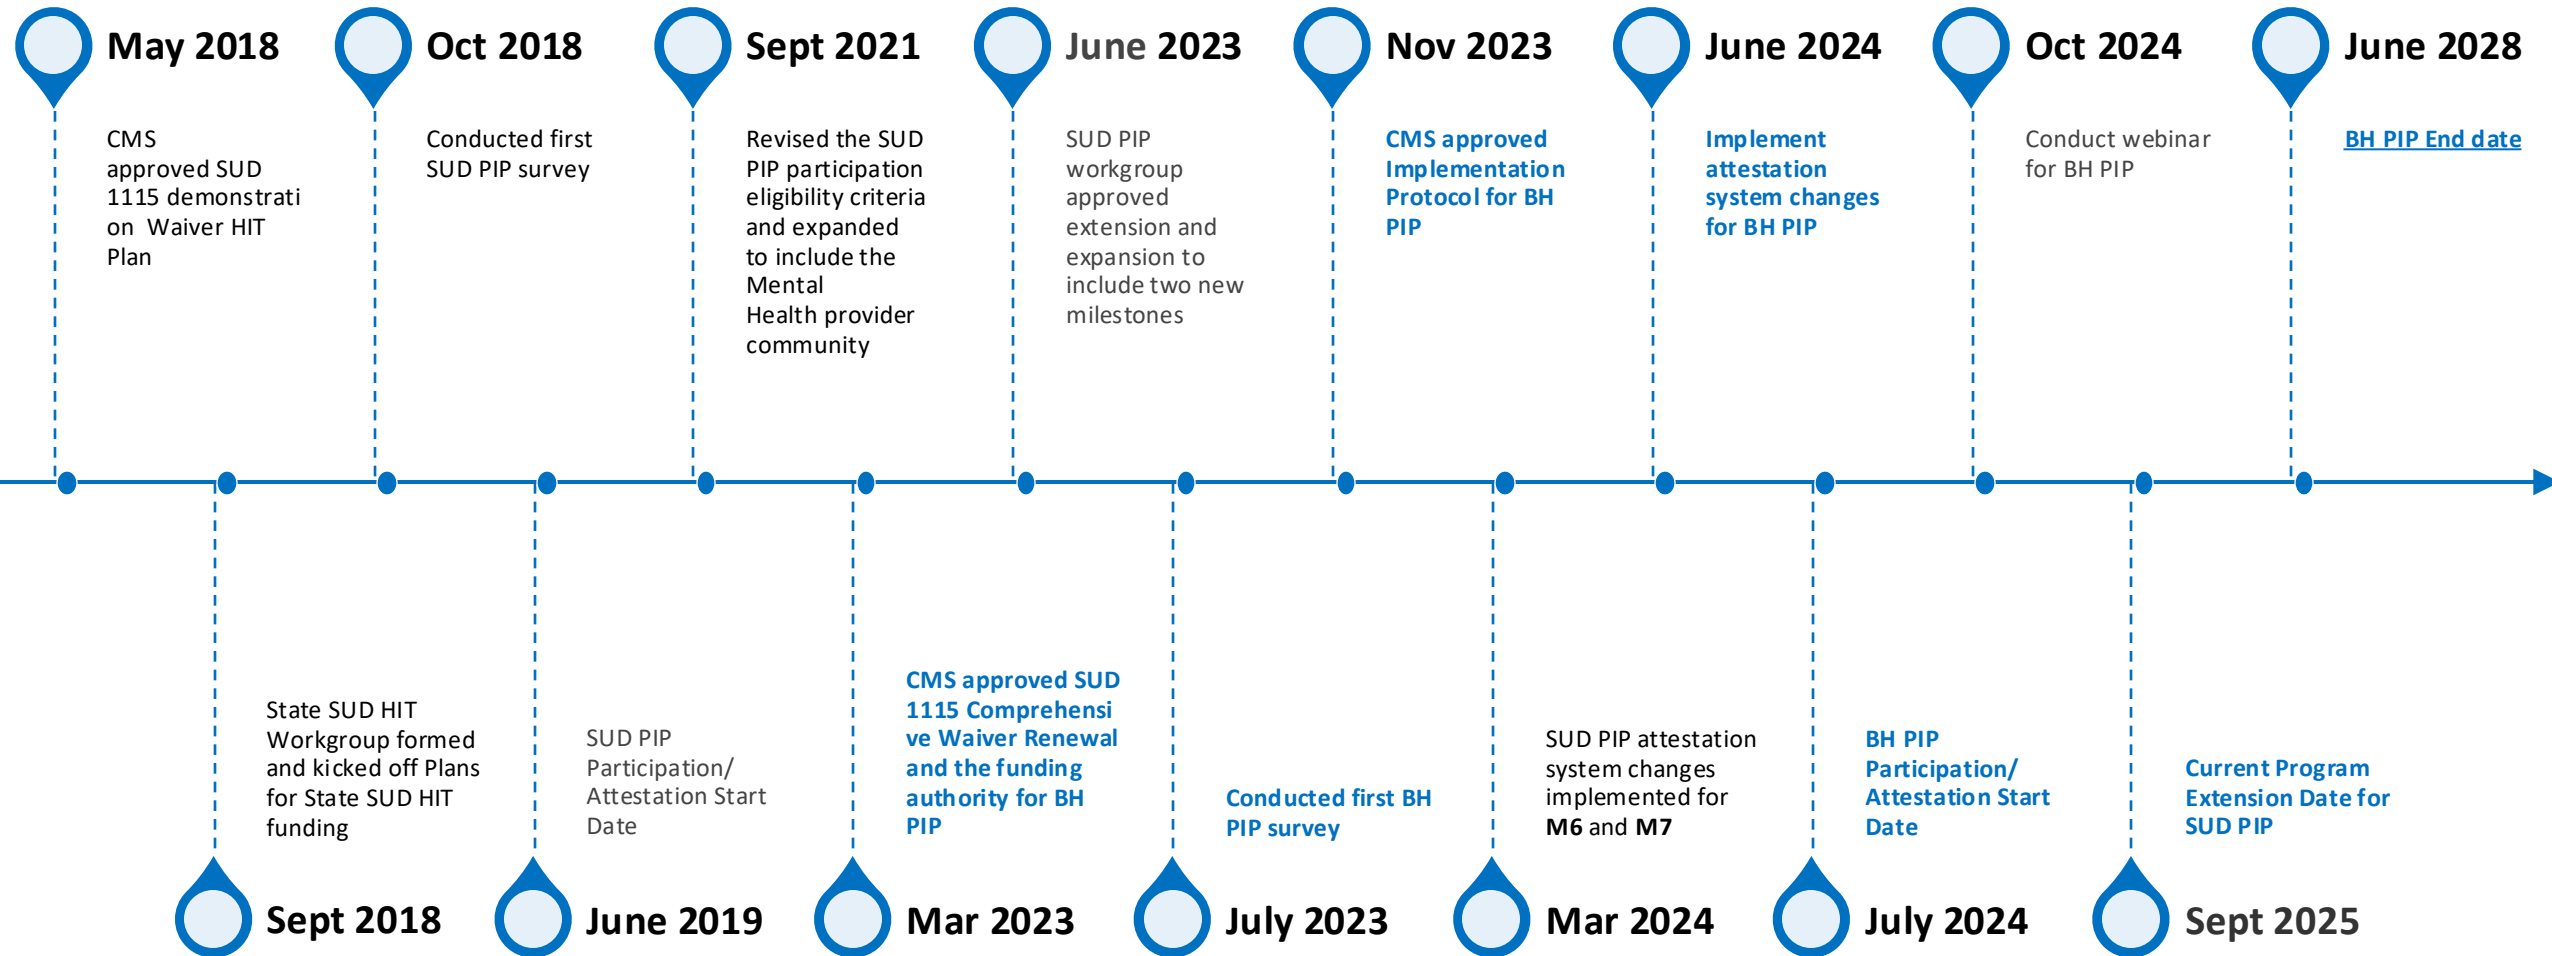 May 2018
CMS
approved SUD
1115 demonstrati
on Waiver HIT
Plan
Oct 2018
Conducted first
SUD PIP survey
Sept 2021
Revised the SUD
PIP participation
eligibility criteria
and expanded
to include the
Mental
Health provider
community
June 2023
SUD PIP
workgroup
approved
extension and
expansion to
include two new
milestones
Nov 2023
CMS approved
Implementation
Protocol for BH
PIP
June 2024
Implement
attestation
system changes
for BH PIP
Oct 2024
Conduct webinar
for BH PIP
June 2028
BH PIP End date
State SUD HIT
Workgroup formed
and kicked off Plans
for State SUD HIT
funding
Sept 2018
SUD PIP
Participation/
Attestation Start
Date
June 2019
CMS approved SUD
1115 Comprehensi
ve Waiver Renewal
and the funding
authority for BH
PIP
Mar 2023
Conducted first BH
PIP survey
July 2023
SUD PIP attestation
system changes
implemented for
M6 and M7
Mar 2024
BH PIP
Participation/
Attestation Start
Date
July 2024
Current Program
Extension Date for
SUD PIP
Sept 2025